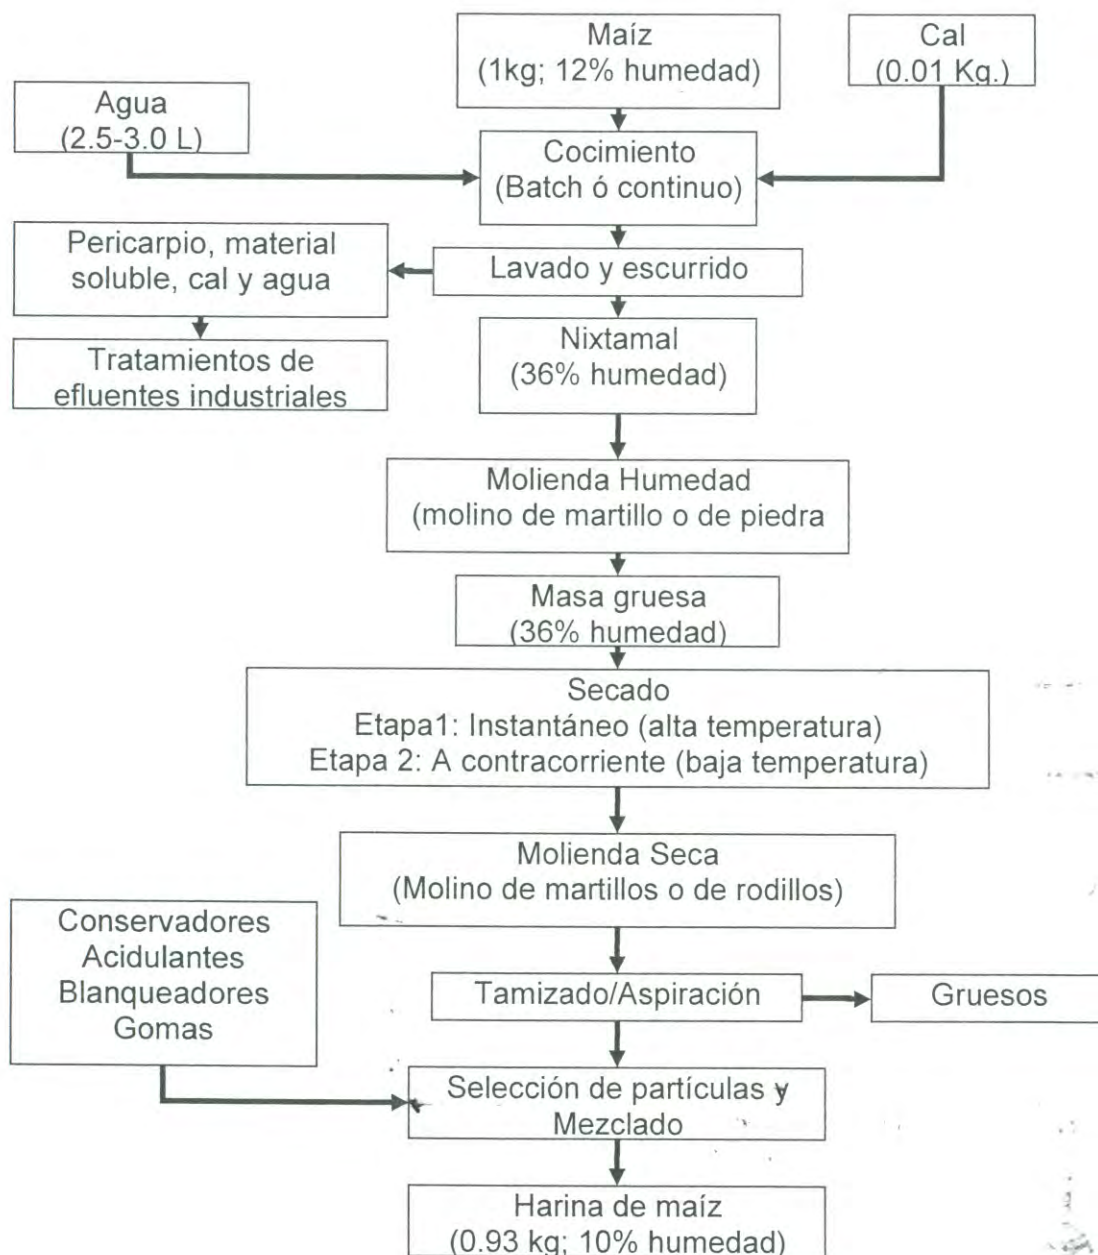 Maíz
(1kg; 12% humedad)
Cal
(0.01 Kg.)
Agua
(2.5-3.0 L)
Cocimiento
(Batch ó continuo)
Pericarpio, material
soluble, cal y agua
Lavado y escurrido
Tratamientos de
efluentes industriales
Nixtamal
(36% humedad)
Molienda Humedad
(molino de martillo o de piedra
Masa gruesa
(36% humedad)
Secado
Etapa1: Instantáneo (alta temperatura)
Etapa 2: A contracorriente (baja temperatura)
Molienda Seca
(Molino de martillos o de rodillos)
Conservadores
Acidulantes
Blanqueadores
Gomas
Tamizado/Aspiración
Gruesos
Selección de partículas y
Mezclado
Harina de maíz
(0.93 kg; 10% humedad)